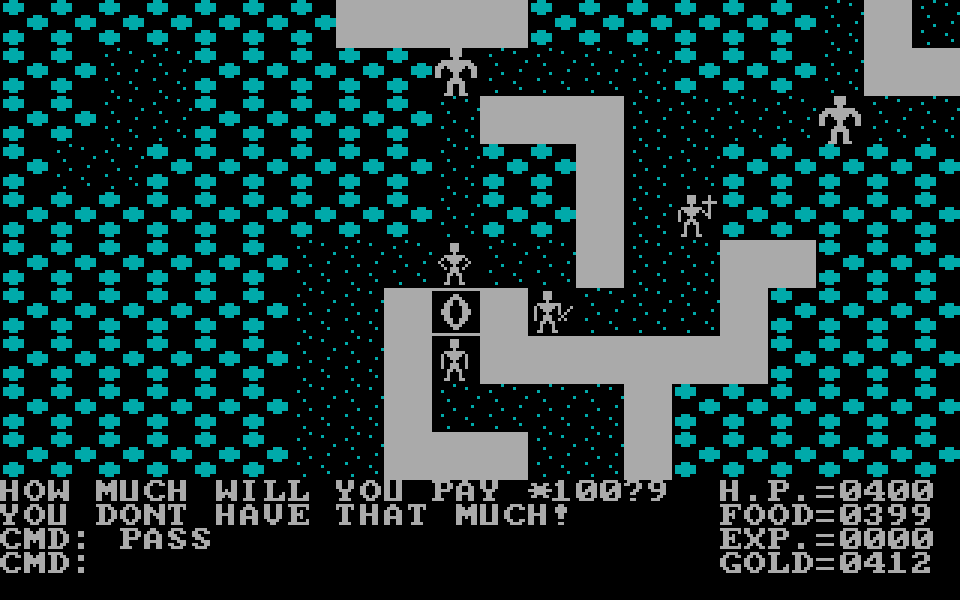 HOW MUCH WILL YOU PAY *100?9 H.P.=0400
YOU DONT HAVE THAT MUCH! FOOD=0399
CMD: PASS EXP.=0000
CMD: GOLD=0412